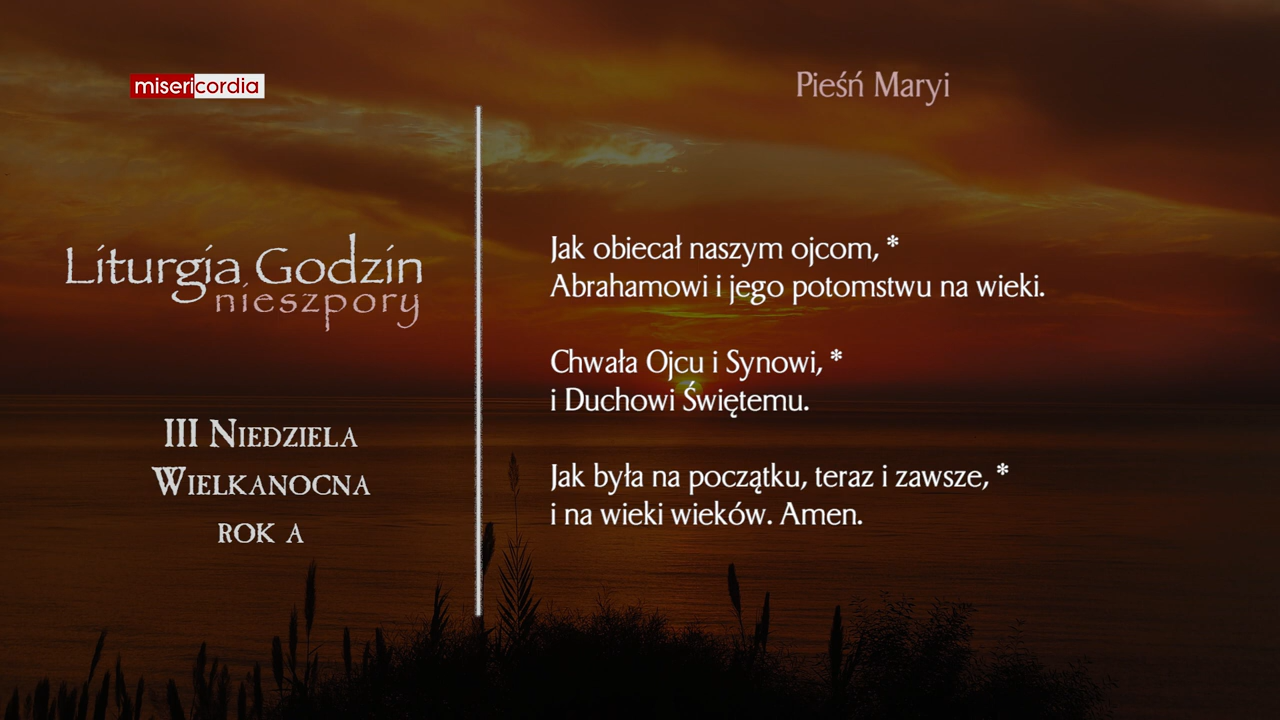 misericordia
Liturgia Godzin
nieszpory
III Niedziela
Wielkanocna
rok A
Pieśń Maryi
Jak obiecał naszym ojcom, *
Abrahamowi i jego potomstwu na wieki.
Chwała Ojcu i Synowi, *
i Duchowi Świętemu.
Jak była na początku, teraz i zawsze, *
i na wieki wieków. Amen.